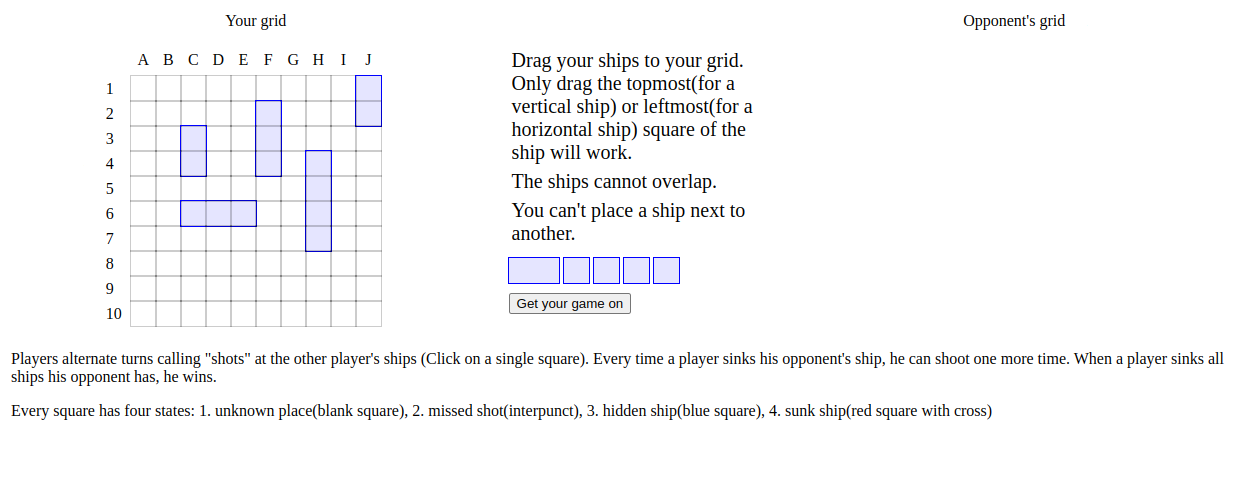 Your grid
Opponent's grid
A B C D E F G H I J
1
2
3
4
5
6
7
8
9
10
Drag your ships to your grid.
Only drag the topmost(for a
vertical ship) or leftmost(for a
horizontal ship) square of the
ship will work.
The ships cannot overlap.
You can't place a ship next to
another.
Get your game on
Players alternate turns calling "shots" at the other player's ships (Click on a single square). Every time a player sinks his opponent's ship, he can shoot one more time. When a player sinks all
ships his opponent has, he wins.
Every square has four states: 1. unknown place(blank square), 2. missed shot(interpunct), 3. hidden ship(blue square), 4. sunk ship(red square with cross)